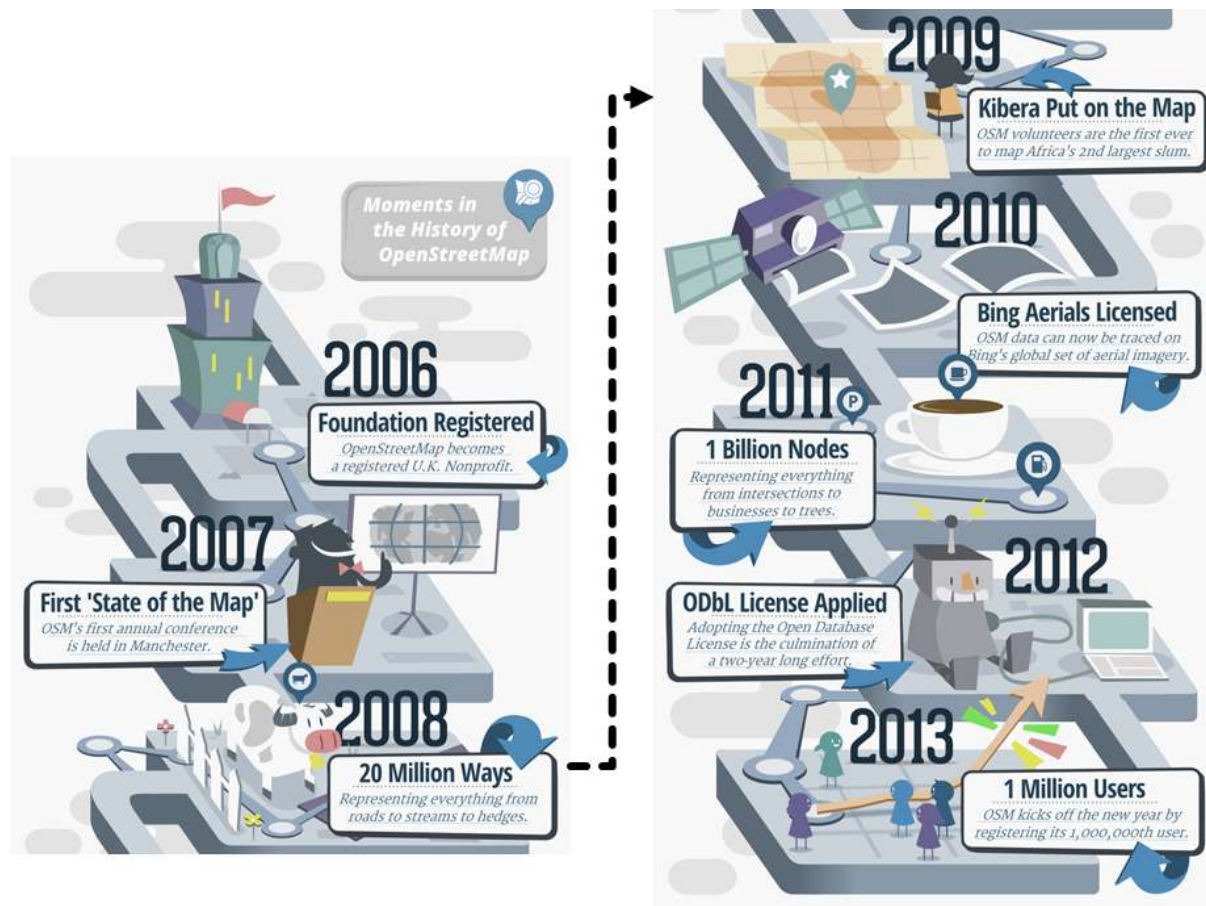 Moments in
the History of
OpenStreetMap
2006
Foundation Registered
OpenStreetMap becomes
a registered U.K. Nonprofit.
2007
First 'State of the Map'
OSM's first annual conference
is held in Manchester.
2008
20 Million Ways
Representing everything from
roads to streams to hedges.
2009
Kibera Put on the Map
OSM volunteers are the first ever
to map Africa's 2nd largest slum.
2010
Bing Aerials Licensed
OSM data can now be traced on
Bing's global set of aerial imagery.
2011
P
1 Billion Nodes
Representing everything
from intersections to
businesses to trees.
2012
ODbL License Applied
Adopting the Open Database
License is the culmination of
a two-year long effort.
2013
1 Million Users
OSM kicks off the new year by
registering its 1,000,000th user.